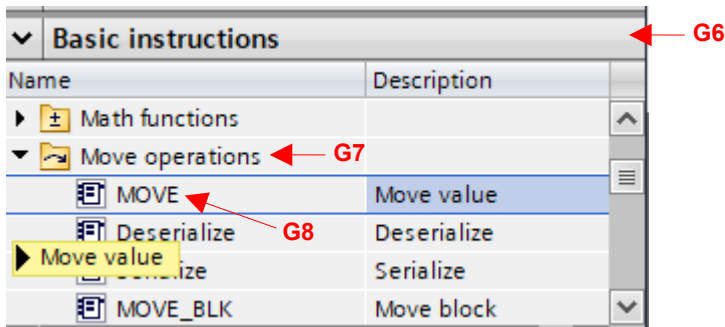 Basic instructions G6
Name Description
Math functions
Move operations G7
MOVE Move value
Deserialize G8 Deserialize
Move value
Serialize
MOVE_BLK Move block